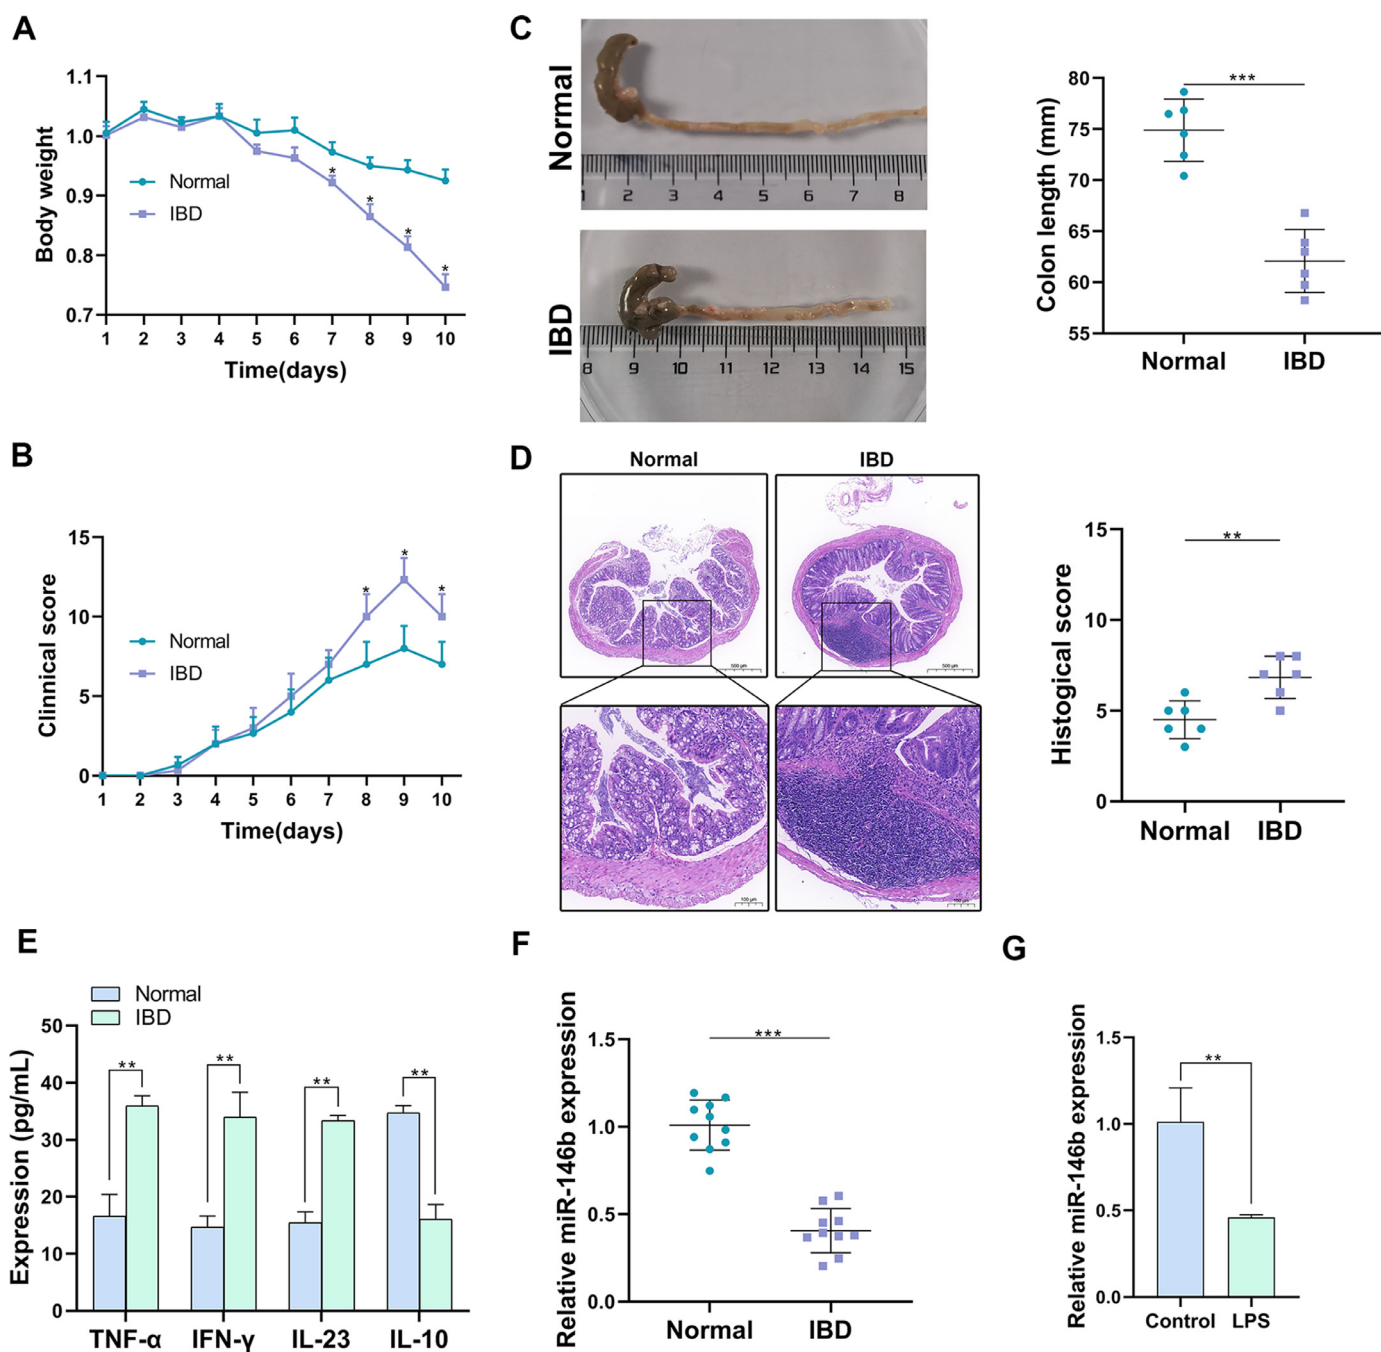 A
1.1
1.0
0.9
0.8
0.7
Body weight
Normal
IBD
*
*
*
*
1 2 3 4 5 6 7 8 9 10
Time(days)
B
15
10
5
0
Clinnical score
Normal
IBD
*
*
*
1 2 3 4 5 6 7 8 9 10
Time(days)
C
Normal
1 2 3 4 5 6 7 8
IBD
8 9 10 11 12 13 14 15
80
75
70
65
60
55
Colon length (mm)
***
Normal IBD
D
Normal IBD
500 μm
500 μm
100 μm
15
10
5
0
Histogical score
**
Normal IBD
E
Normal
IBD
50
40
30
20
10
0
Expression (pg/mL)
** ** ** **
TNF-α IFN-γ IL-23 IL-10
F
1.5
1.0
0.5
0.0
Relative miR-146b expression
***
Normal IBD
G
1.5
1.0
0.5
0.0
Relative miR-146b expression
**
Control LPS